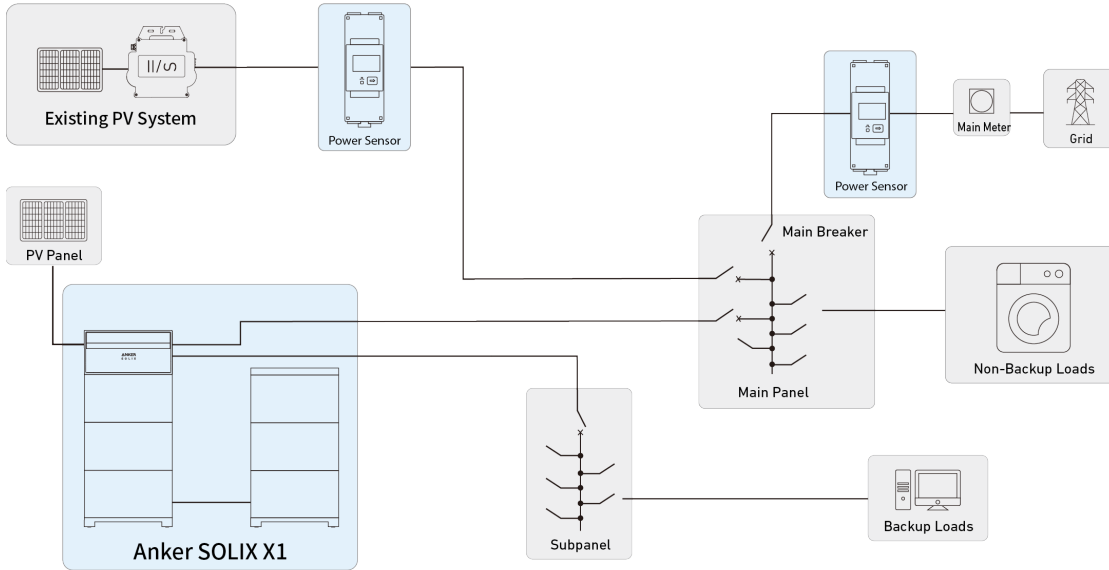 Existing PV System
Power Sensor
Main Meter
Grid
Power Sensor
PV Panel
Main Breaker
ANKER
SOLIX
Non-Backup Loads
Main Panel
Backup Loads
Subpanel
Anker SOLIX X1